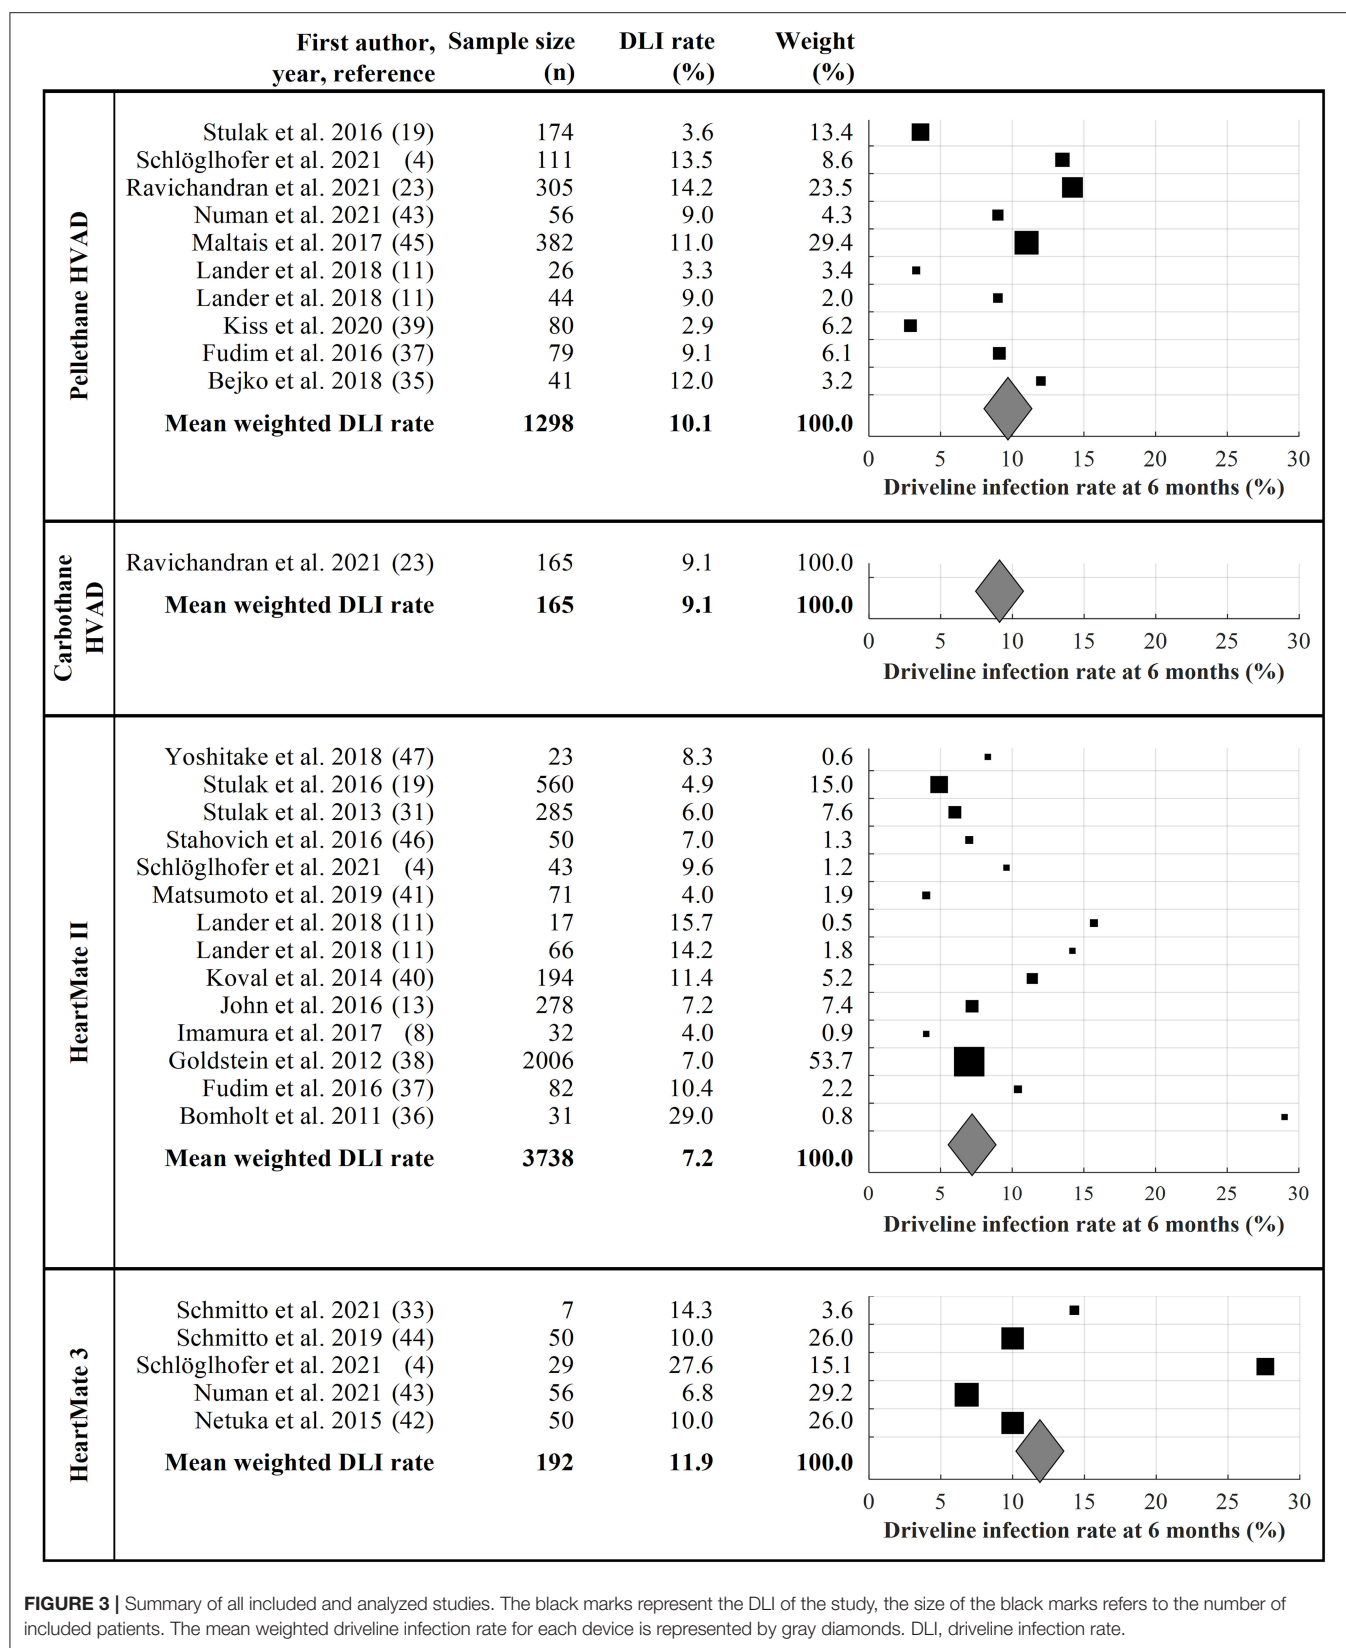 First author, Sample size DLI rate Weight
year, reference (n) (%) (%)
Pellethane HVAD
Stulak et al. 2016 (19) 174 3.6 13.4
Schlöglhofer et al. 2021 (4) 111 13.5 8.6
Ravichandran et al. 2021 (23) 305 14.2 23.5
Numan et al. 2021 (43) 56 9.0 4.3
Maltais et al. 2017 (45) 382 11.0 29.4
Lander et al. 2018 (11) 26 3.3 3.4
Lander et al. 2018 (11) 44 9.0 2.0
Kiss et al. 2020 (39) 80 2.9 6.2
Fudim et al. 2016 (37) 79 9.1 6.1
Bejko et al. 2018 (35) 41 12.0 3.2
Mean weighted DLI rate 1298 10.1 100.0
0 5 10 15 20 25 30
Driveline infection rate at 6 months (%)
Carbothane
HVAD
Ravichandran et al. 2021 (23) 165 9.1 100.0
Mean weighted DLI rate 165 9.1 100.0
0 5 10 15 20 25 30
Driveline infection rate at 6 months (%)
HeartMate II
Yoshitake et al. 2018 (47) 23 8.3 0.6
Stulak et al. 2016 (19) 560 4.9 15.0
Stulak et al. 2013 (31) 285 6.0 7.6
Stahovich et al. 2016 (46) 50 7.0 1.3
Schlöglhofer et al. 2021 (4) 43 9.6 1.2
Matsumoto et al. 2019 (41) 71 4.0 1.9
Lander et al. 2018 (11) 17 15.7 0.5
Lander et al. 2018 (11) 66 14.2 1.8
Koval et al. 2014 (40) 194 11.4 5.2
John et al. 2016 (13) 278 7.2 7.4
Imamura et al. 2017 (8) 32 4.0 0.9
Goldstein et al. 2012 (38) 2006 7.0 53.7
Fudim et al. 2016 (37) 82 10.4 2.2
Bomholt et al. 2011 (36) 31 29.0 0.8
Mean weighted DLI rate 3738 7.2 100.0
0 5 10 15 20 25 30
Driveline infection rate at 6 months (%)
HeartMate 3
Schmitto et al. 2021 (33) 7 14.3 3.6
Schmitto et al. 2019 (44) 50 10.0 26.0
Schlöglhofer et al. 2021 (4) 29 27.6 15.1
Numan et al. 2021 (43) 56 6.8 29.2
Netuka et al. 2015 (42) 50 10.0 26.0
Mean weighted DLI rate 192 11.9 100.0
0 5 10 15 20 25 30
Driveline infection rate at 6 months (%)
FIGURE 3 | Summary of all included and analyzed studies. The black marks represent the DLI of the study, the size of the black marks refers to the number of
included patients. The mean weighted driveline infection rate for each device is represented by gray diamonds. DLI, driveline infection rate.